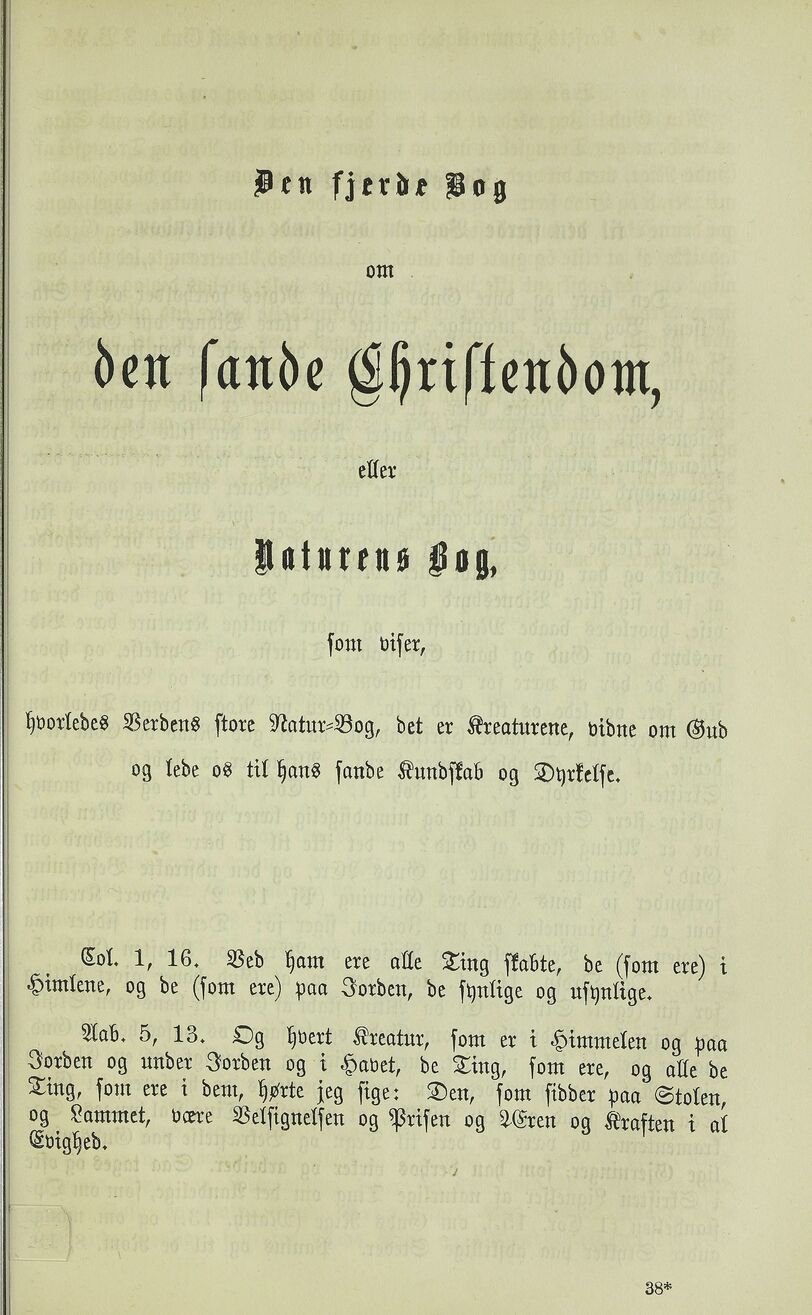 Den fjerde Bog
om
den sande Christendom,
eller
Naturens Bog,
som viser,
hvorledes Verdens store Natur-Bog, det er Kreaturene, vidne om Gud
og lede os til hans sande Kundskab og Dyrkelse.
Col. 1, 16. Ved ham ere alle Ting skabte, de (som ere) i
Himlene, og de (som ere) paa Jorden, de synlige og usynlige.
Aab. 5, 13. Og hvert Kreatur, som er i Himmelen og paa
Jorden og under Jorden og i Havet, de Ting, som ere, og alle de
Ting, som ere i dem, hørte jeg sige: Den, som sidder paa Stolen,
og Lammet, være Velsignelsen og Prisen og Æren og Kraften i al
Evighed.
38*